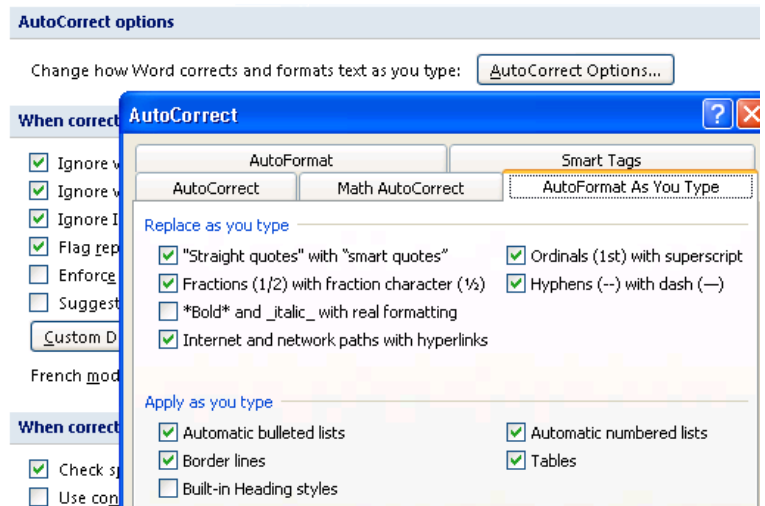 AutoCorrect options
Change how Word corrects and formats text as you type: AutoCorrect Options...
When correct
Ignore
Ignore
Ignore
Flag rep
Enforce
Suggest
Custom D
French mod
When correct
Check
Use con
AutoCorrect ?
AutoFormat Smart Tags
AutoCorrect Math AutoCorrect AutoFormat As You Type
Replace as you type
"Straight quotes" with “smart quotes” Ordinals (1st) with superscript
Fractions (1/2) with fraction character (½) Hyphens (--) with dash (—)
*Bold* and _italic_ with real formatting
Internet and network paths with hyperlinks
Apply as you type
Automatic bulleted lists Automatic numbered lists
Border lines Tables
Built-in Heading styles